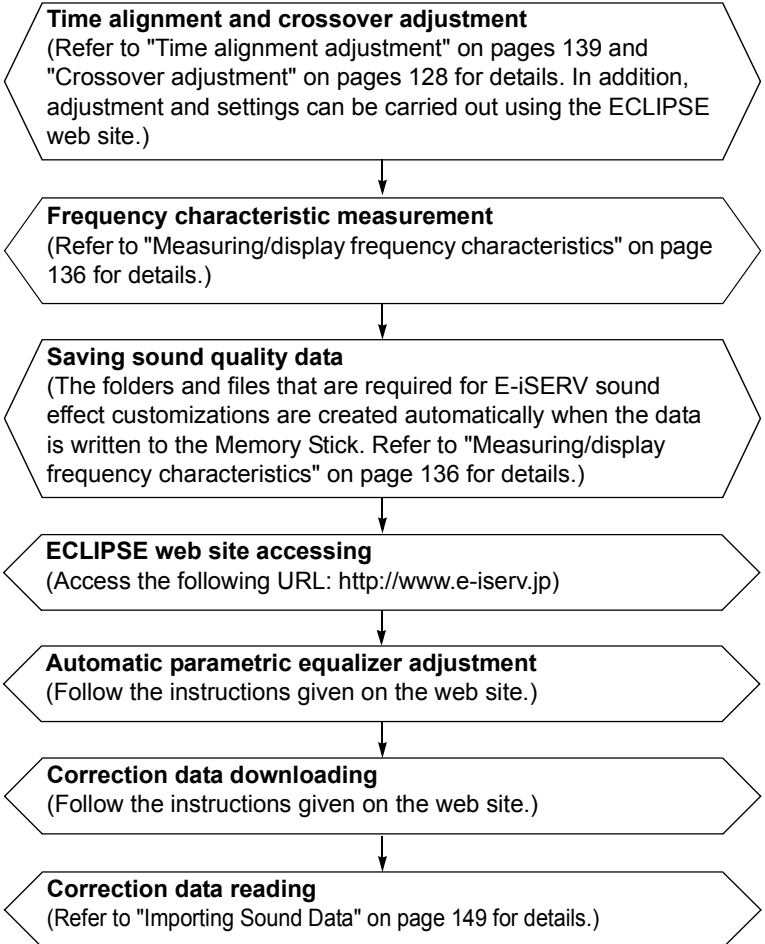 Time alignment and crossover adjustment
(Refer to "Time alignment adjustment" on pages 139 and
"Crossover adjustment" on pages 128 for details. In addition,
adjustment and settings can be carried out using the ECLIPSE
web site.)
Frequency characteristic measurement
(Refer to "Measuring/display frequency characteristics" on page
136 for details.)
Saving sound quality data
(The folders and files that are required for E-iSERV sound
effect customizations are created automatically when the data
is written to the Memory Stick. Refer to "Measuring/display
frequency characteristics" on page 136 for details.)
ECLIPSE web site accessing
(Access the following URL: http://www.e-iserv.jp)
Automatic parametric equalizer adjustment
(Follow the instructions given on the web site.)
Correction data downloading
(Follow the instructions given on the web site.)
Correction data reading
(Refer to "Importing Sound Data" on page 149 for details.)